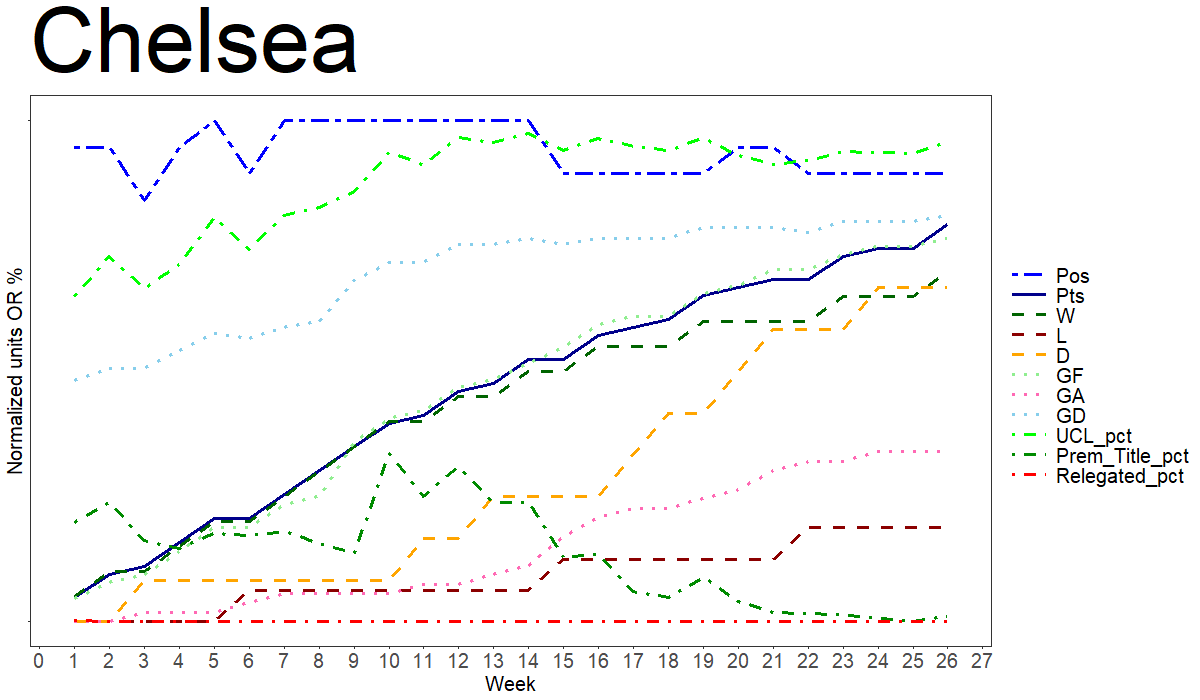 Chelsea
Normalized units OR %
0 1 2 3 4 5 6 7 8 9 10 11 12 13 14 15 16 17 18 19 20 21 22 23 24 25 26 27
Week
Pos
Pts
W
L
D
GF
GA
GD
UCL_pct
Prem_Title_pct
Relegated_pct